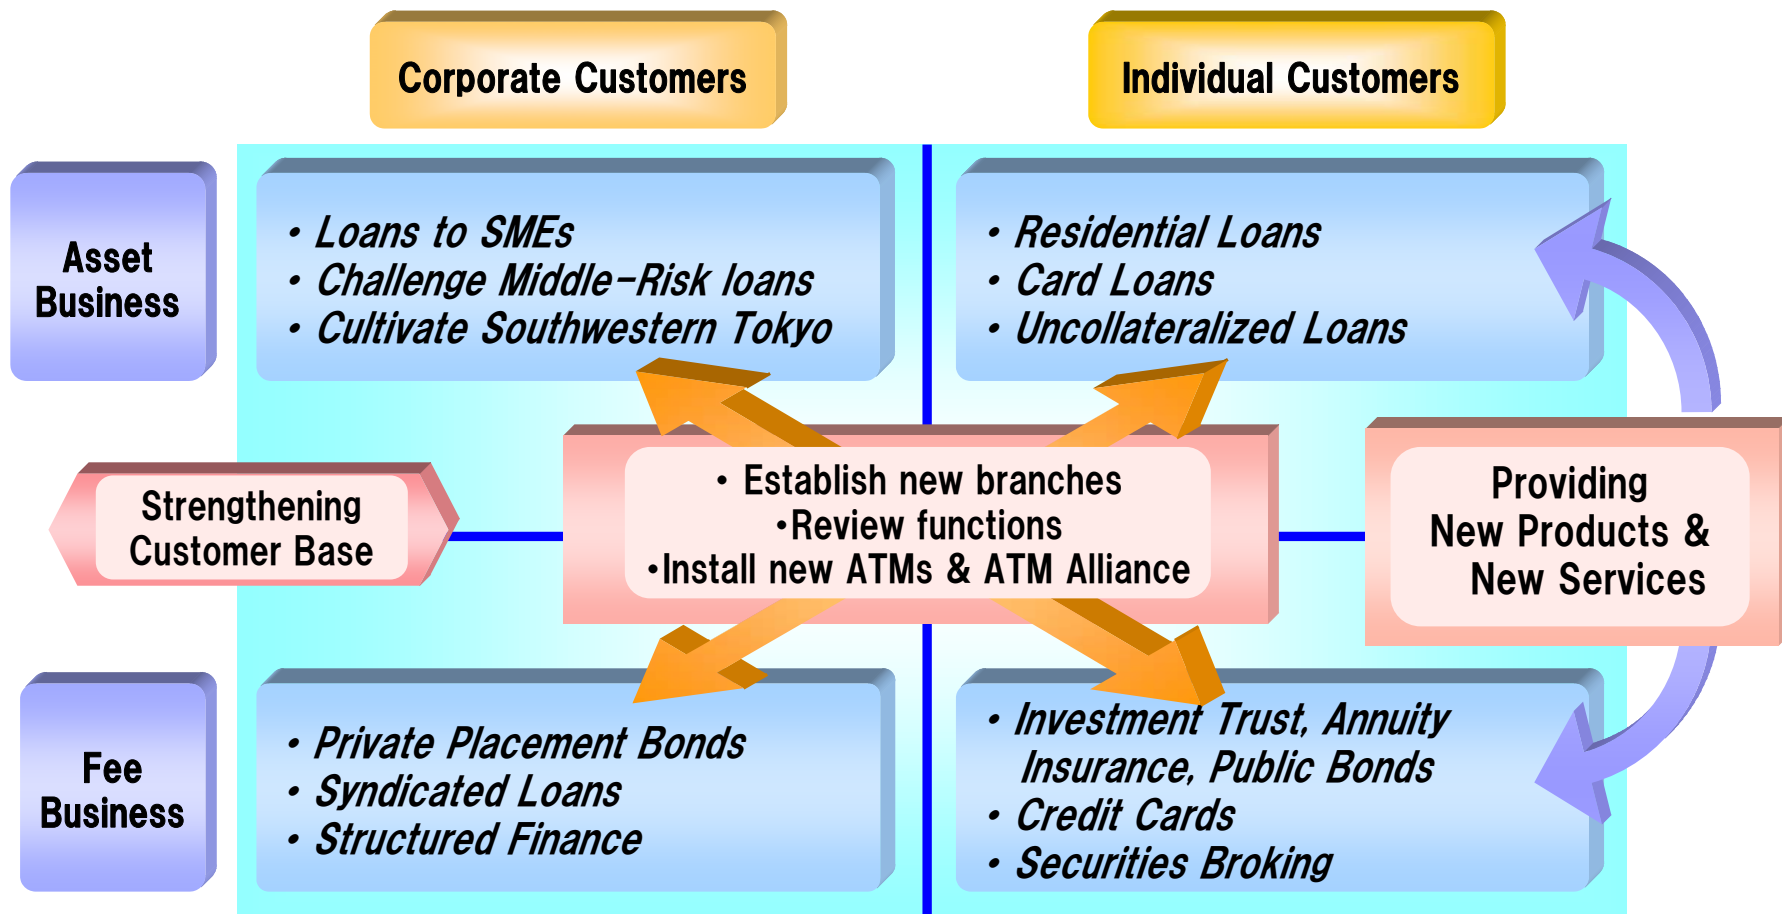 Corporate Customers
Individual Customers
Asset
Business
・Loans to SMEs
・Challenge Middle-Risk loans
・Cultivate Southwestern Tokyo
・Residential Loans
・Card Loans
・Uncollateralized Loans
Strengthening
Customer Base
・Establish new branches
・Review functions
・Install new ATMs & ATM Alliance
Providing
New Products &
New Services
Fee
Business
・Private Placement Bonds
・Syndicated Loans
・Structured Finance
・Investment Trust, Annuity
Insurance, Public Bonds
・Credit Cards
・Securities Broking